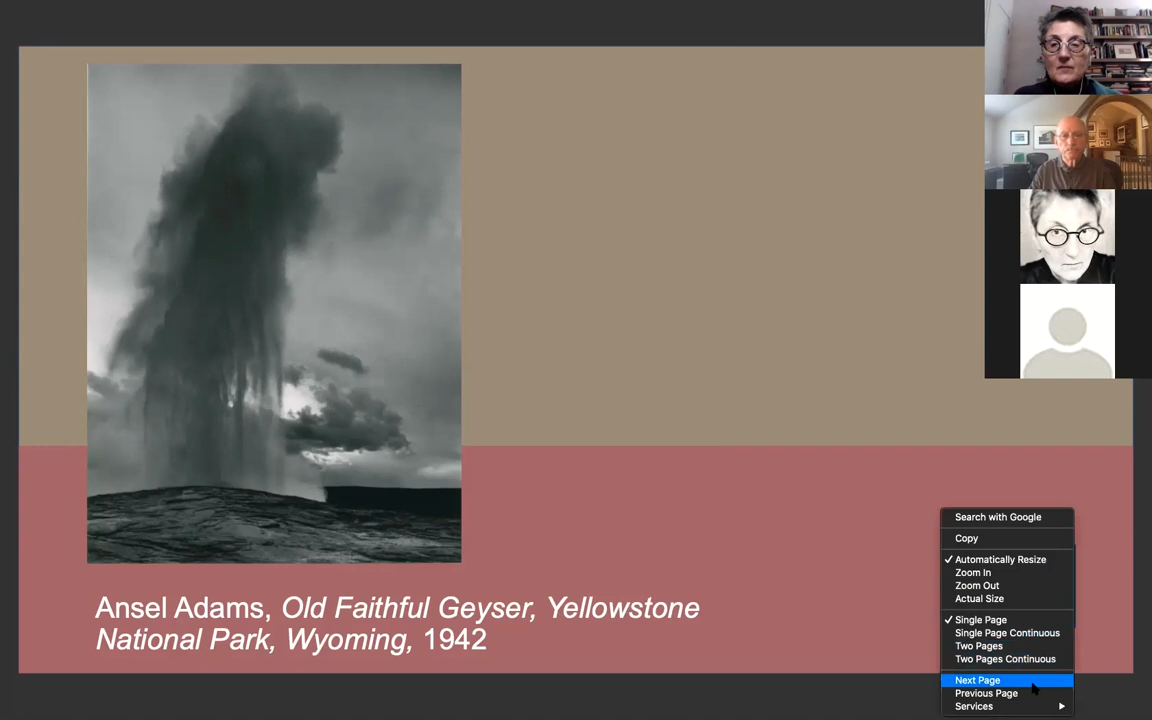 Ansel Adams, Old Faithful Geyser, Yellowstone
National Park, Wyoming, 1942
Search with Google
Copy
✓ Automatically Resize
Zoom In
Zoom Out
Actual Size
✓ Single Page
Single Page Continuous
Two Pages
Two Pages Continuous
Next Page
Previous Page
Services